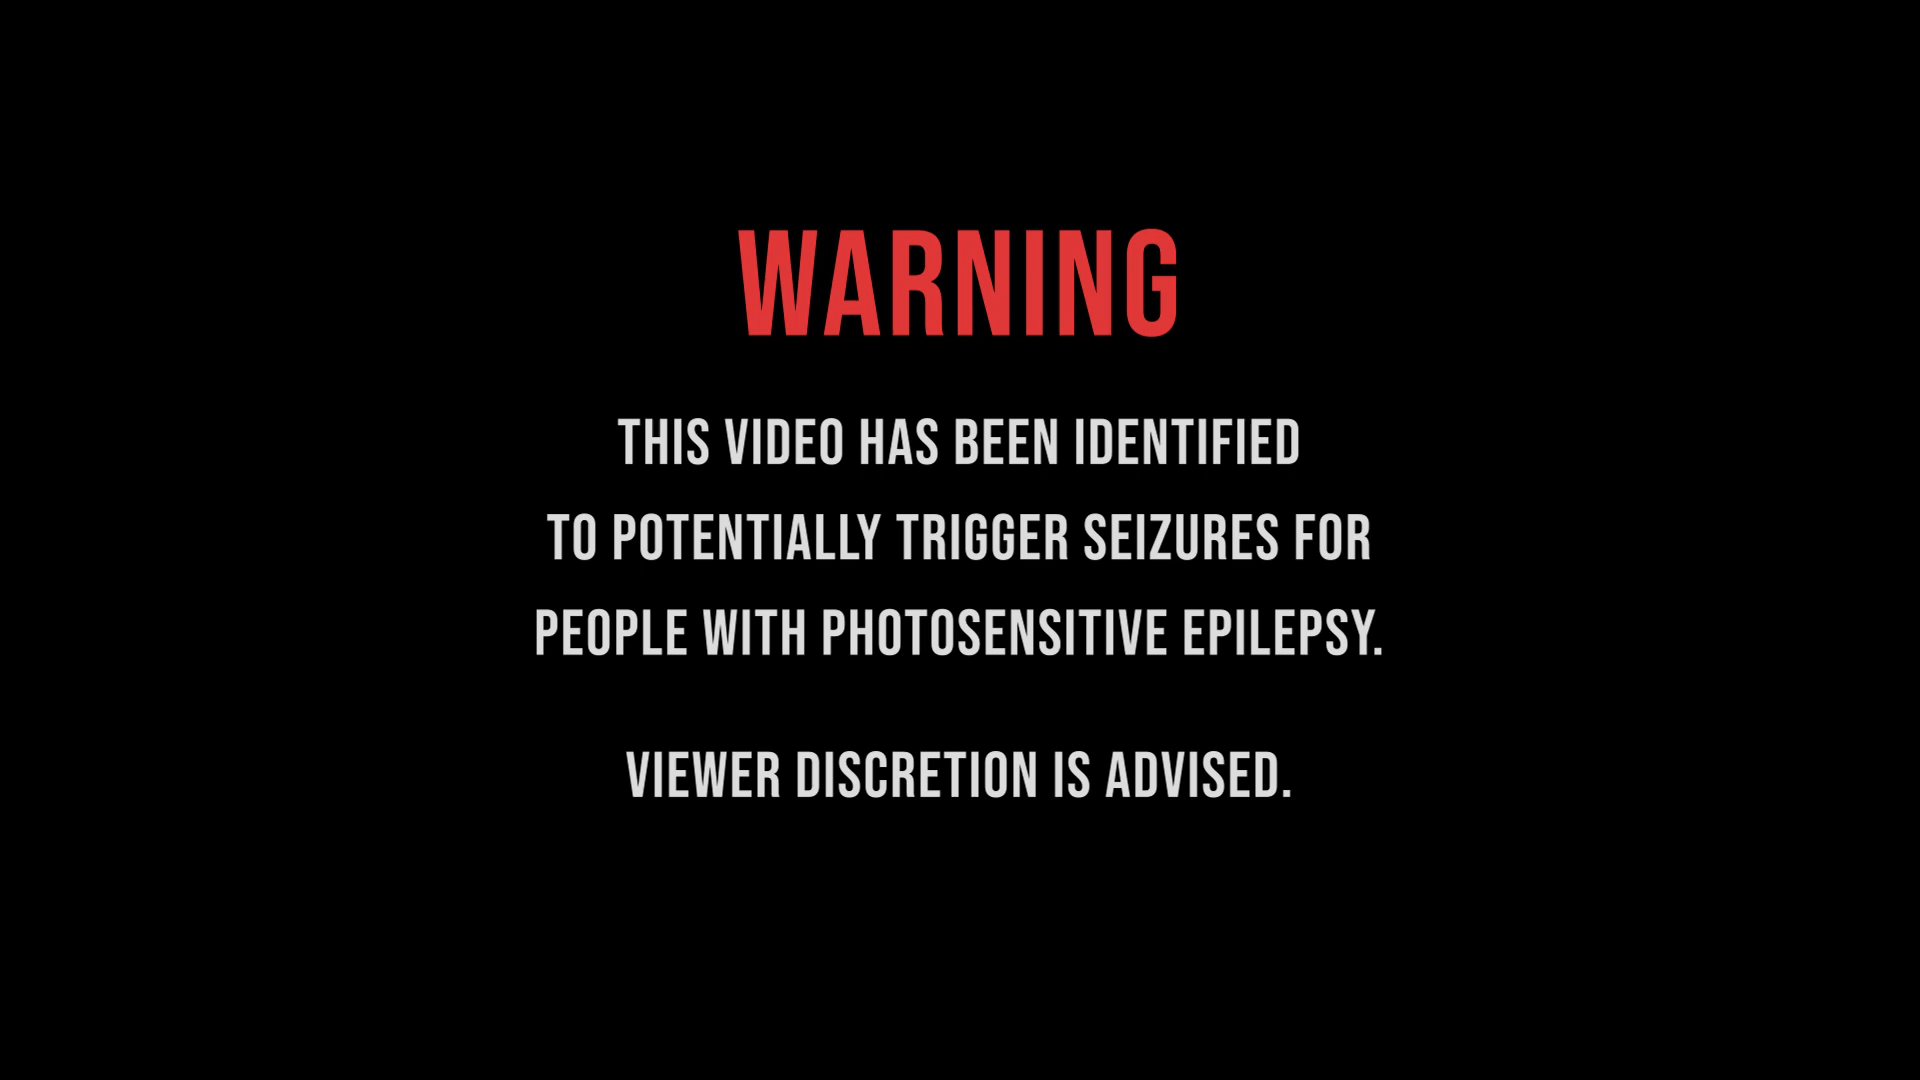 WARNING
THIS VIDEO HAS BEEN IDENTIFIED
TO POTENTIALLY TRIGGER SEIZURES FOR
PEOPLE WITH PHOTOSENSITIVE EPILEPSY.
VIEWER DISCRETION IS ADVISED.